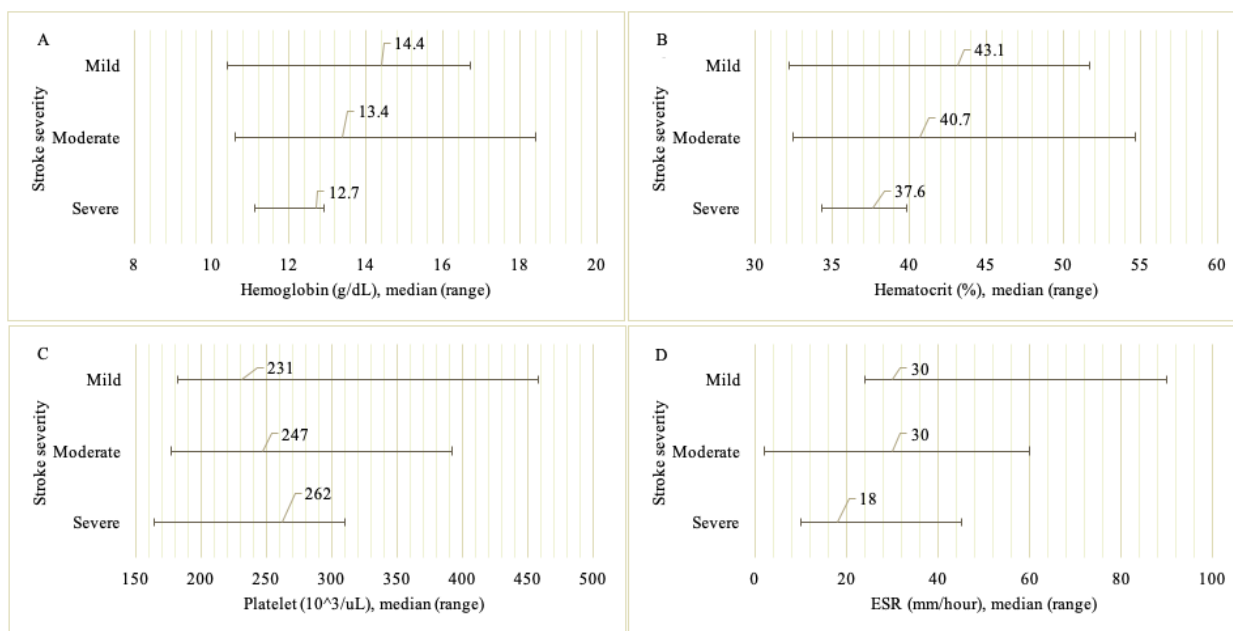 A
Stroke severity
Mild
14.4
Moderate
13.4
Severe
12.7
8 10 12 14 16 18 20
Hemoglobin (g/dL), median (range)
B
Stroke severity
Mild
43.1
Moderate
40.7
Severe
37.6
30 35 40 45 50 55 60
Hematocrit (%), median (range)
C
Stroke severity
Mild
231
Moderate
247
Severe
262
150 200 250 300 350 400 450 500
Platelet (10^3/uL), median (range)
D
Stroke severity
Mild
30
Moderate
30
Severe
18
0 20 40 60 80 100
ESR (mm/hour), median (range)